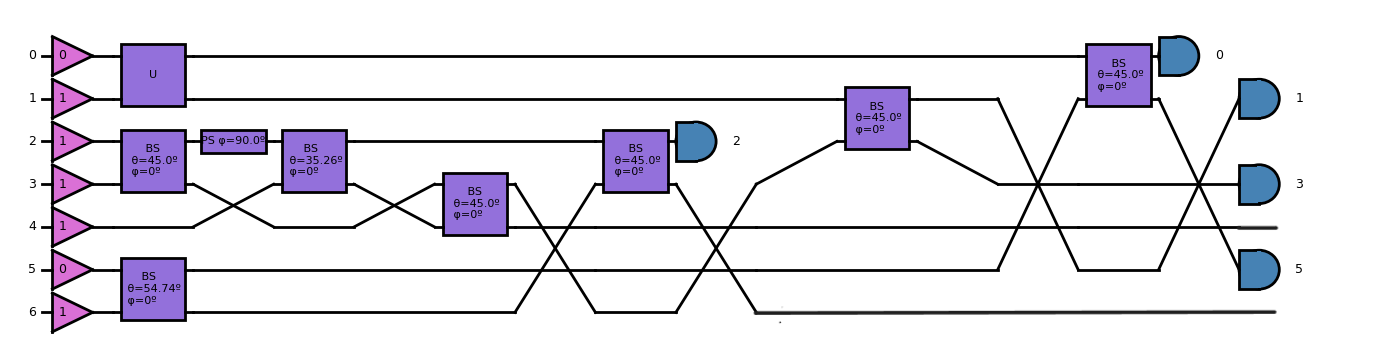 0 0 U BS θ=45.0º φ=0º 0
1 1 BS θ=45.0º φ=0º 1
2 1 BS θ=45.0º φ=0º PS φ=90.0º BS θ=35.26º φ=0º BS θ=45.0º φ=0º 2
3 1 BS θ=45.0º φ=0º 3
4 1
5 0 BS θ=54.74º φ=0º 5
6 1